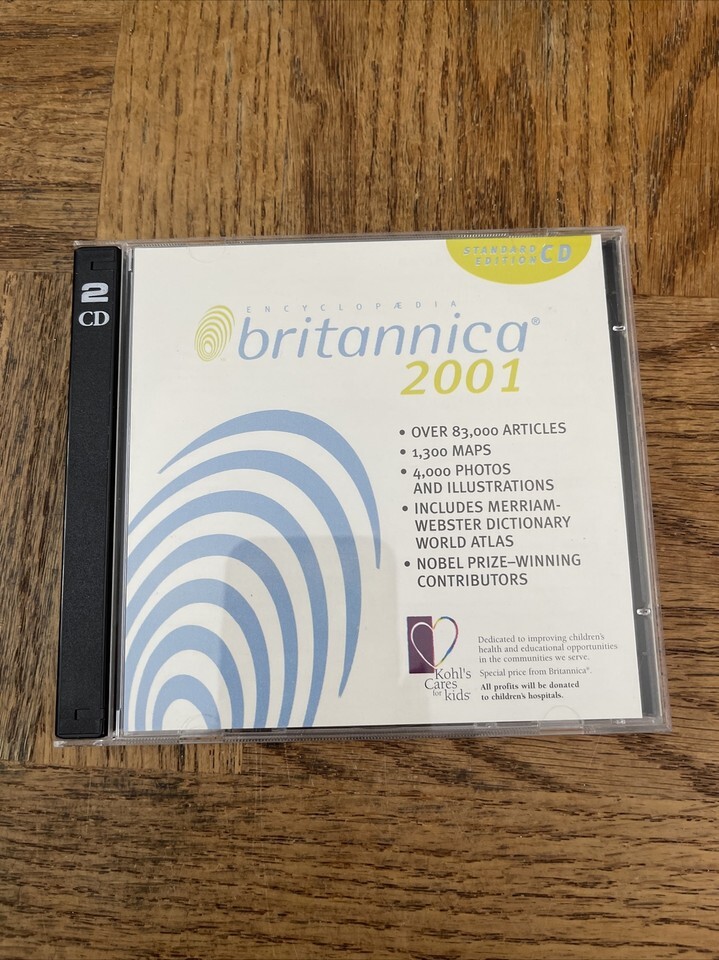 2
CD
STANDARD
EDITION CD
ENCYCLOPÆDIA
britannica®
2001
• OVER 83,000 ARTICLES
• 1,300 MAPS
• 4,000 PHOTOS
AND ILLUSTRATIONS
• INCLUDES MERRIAM-
WEBSTER DICTIONARY
WORLD ATLAS
• NOBEL PRIZE–WINNING
CONTRIBUTORS
Kohl's
Cares
for kids
Dedicated to improving children's
health and educational opportunities
in the communities we serve.
Special price from Britannica®.
All profits will be donated
to children's hospitals.